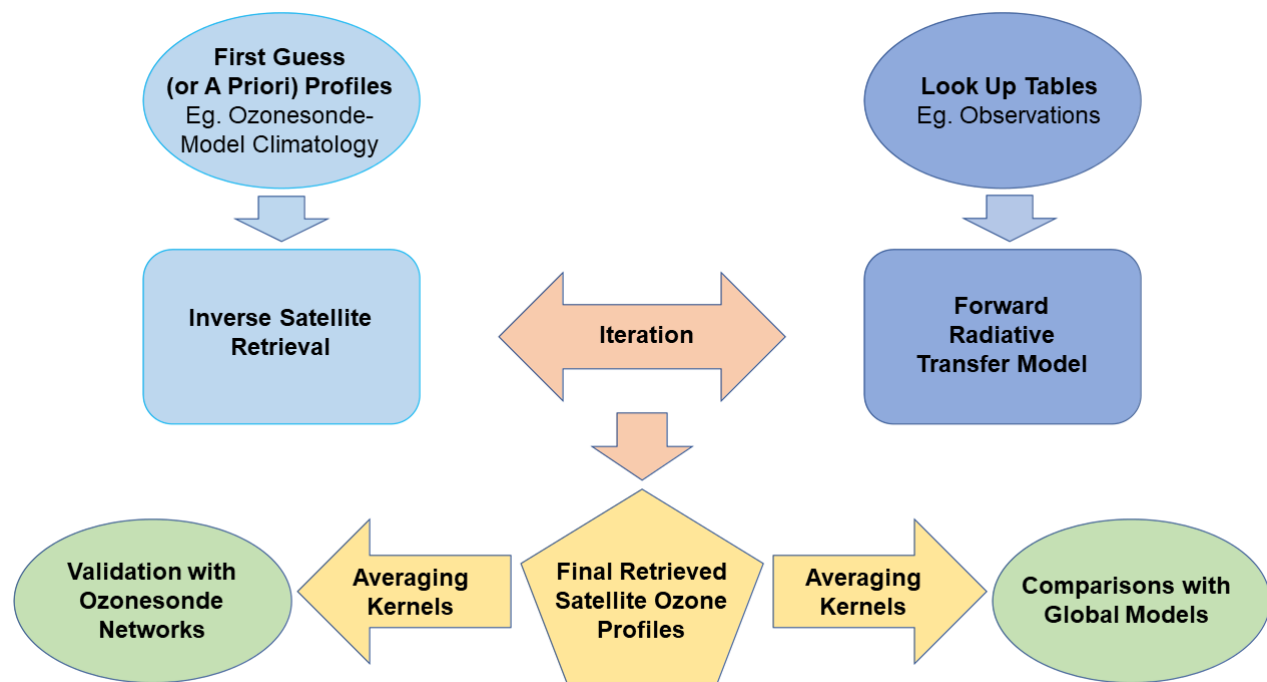 First Guess
(or A Priori) Profiles
Eg. Ozonesonde-
Model Climatology
Look Up Tables
Eg. Observations
Inverse Satellite
Retrieval
Iteration
Forward
Radiative
Transfer Model
Validation with
Ozonesonde
Networks
Averaging
Kernels
Final Retrieved
Satellite Ozone
Profiles
Averaging
Kernels
Comparisons with
Global Models